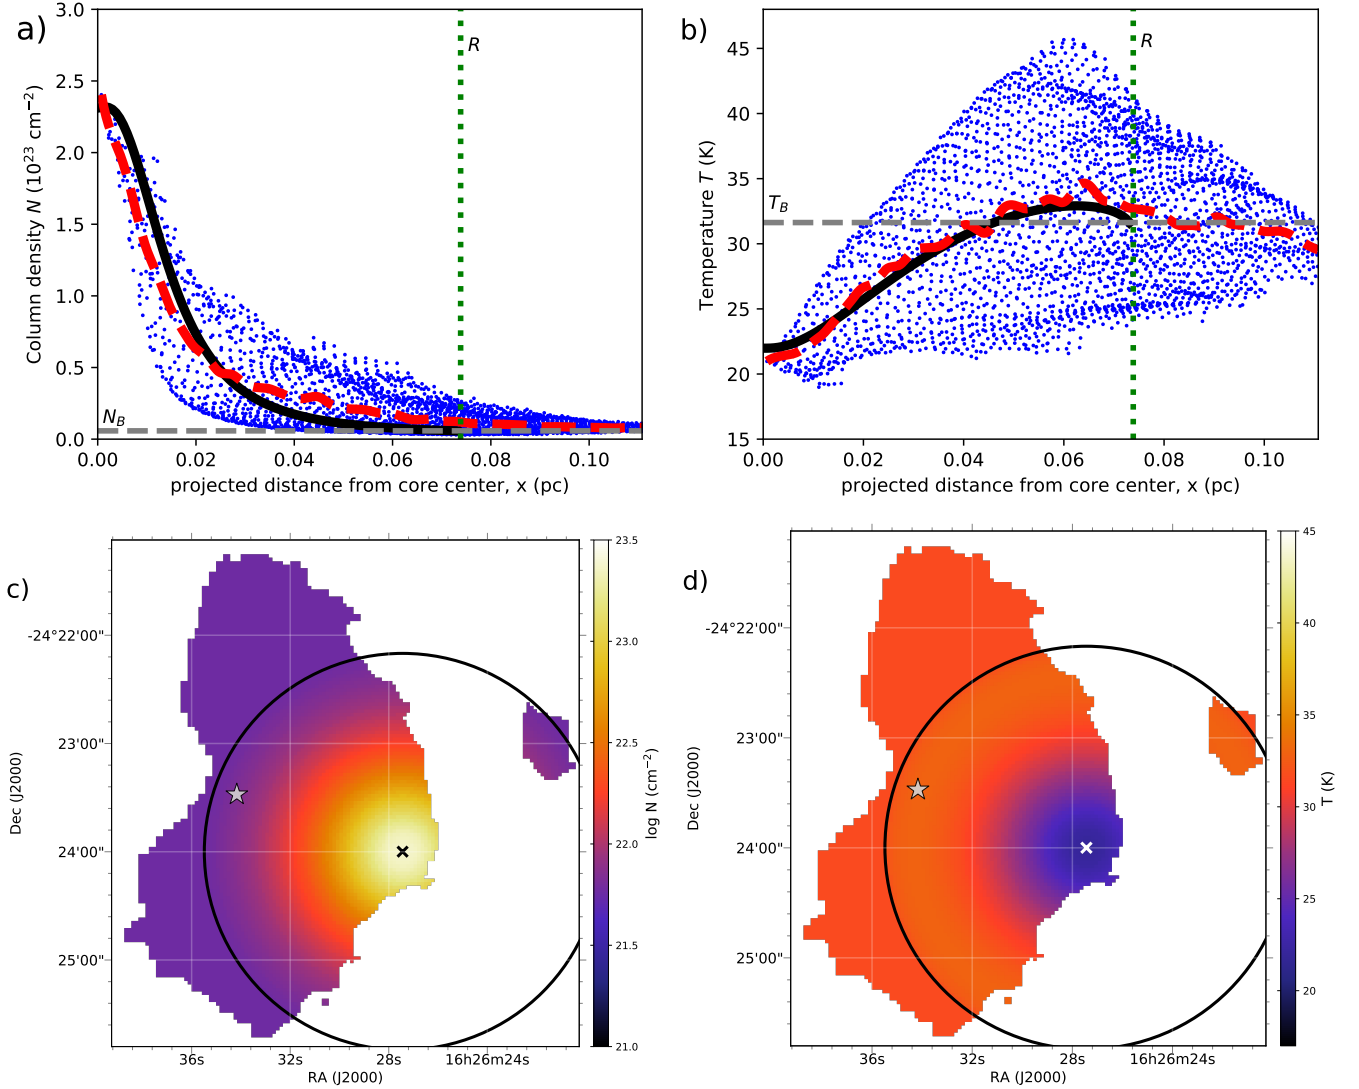 a)
3.0
2.5
2.0
1.5
1.0
0.5
0.0
Column density N (10²³ cm⁻²)
R
N_B
0.00 0.02 0.04 0.06 0.08 0.10
projected distance from core center, x (pc)
b)
45
40
35
30
25
20
15
Temperature T (K)
R
T_B
0.00 0.02 0.04 0.06 0.08 0.10
projected distance from core center, x (pc)
c)
-24°22'00"
23'00"
24'00"
25'00"
Dec (J2000)
36s 32s 28s 16h26m24s
RA (J2000)
23.5
23.0
22.5
22.0
21.5
21.0
log N (cm⁻²)
d)
-24°22'00"
23'00"
24'00"
25'00"
Dec (J2000)
36s 32s 28s 16h26m24s
RA (J2000)
45
40
35
30
25
20
T (K)